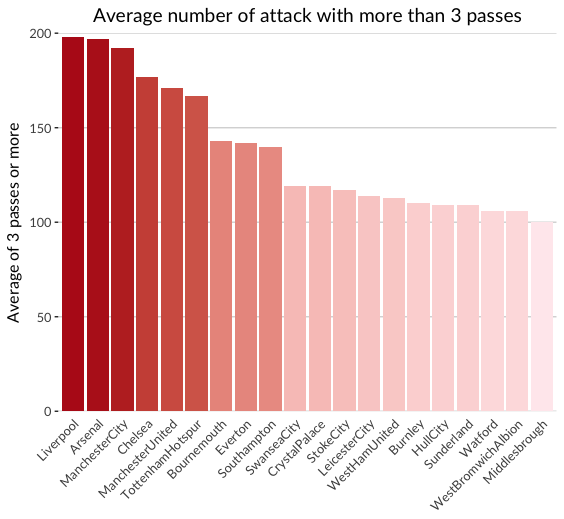 Average number of attack with more than 3 passes
Average of 3 passes or more
200
150
100
50
0
Liverpool
Arsenal
ManchesterCity
Chelsea
ManchesterUnited
TottenhamHotspur
Bournemouth
Everton
Southampton
SwanseaCity
CrystalPalace
StokeCity
LeicesterCity
WestHamUnited
Burnley
HullCity
Sunderland
Watford
WestBromwichAlbion
Middlesbrough